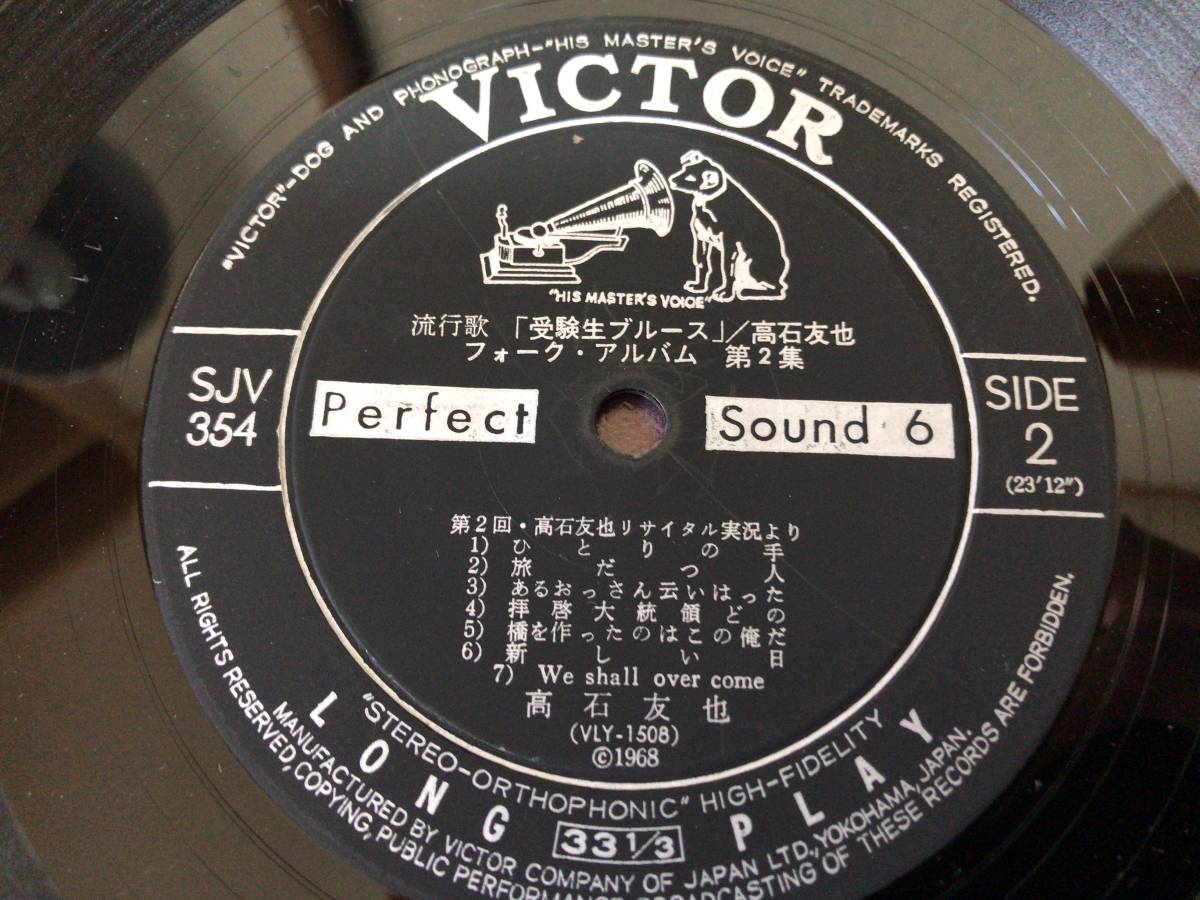 "VICTOR"-DOG AND PHONOGRAPH-"HIS MASTER'S VOICE" TRADEMARKS REGISTERED.
VICTOR
"HIS MASTER'S VOICE"
流行歌 「受験生ブルース」/高石友也
フォーク・アルバム 第2集
SJV
354
Perfect Sound 6
SIDE
2
(23'12")
第2回・高石友也リサイタル実況より
1) ひとりの手
2) 旅だつ人
3) あるおっさん云いはった
4) 拝啓大統領どの
5) 橋を作ったのはこの俺だ
6) 新しい日
7) We shall over come
高石友也
(VLY-1508)
©1968
"STEREO-ORTHOPHONIC" HIGH-FIDELITY
LONG 33 1/3 PLAY
MANUFACTURED BY VICTOR COMPANY OF JAPAN LTD., YOKOHAMA, JAPAN.
ALL RIGHTS RESERVED, COPYING, PUBLIC PERFORMANCE, BROADCASTING OF THESE RECORDS ARE FORBIDDEN.